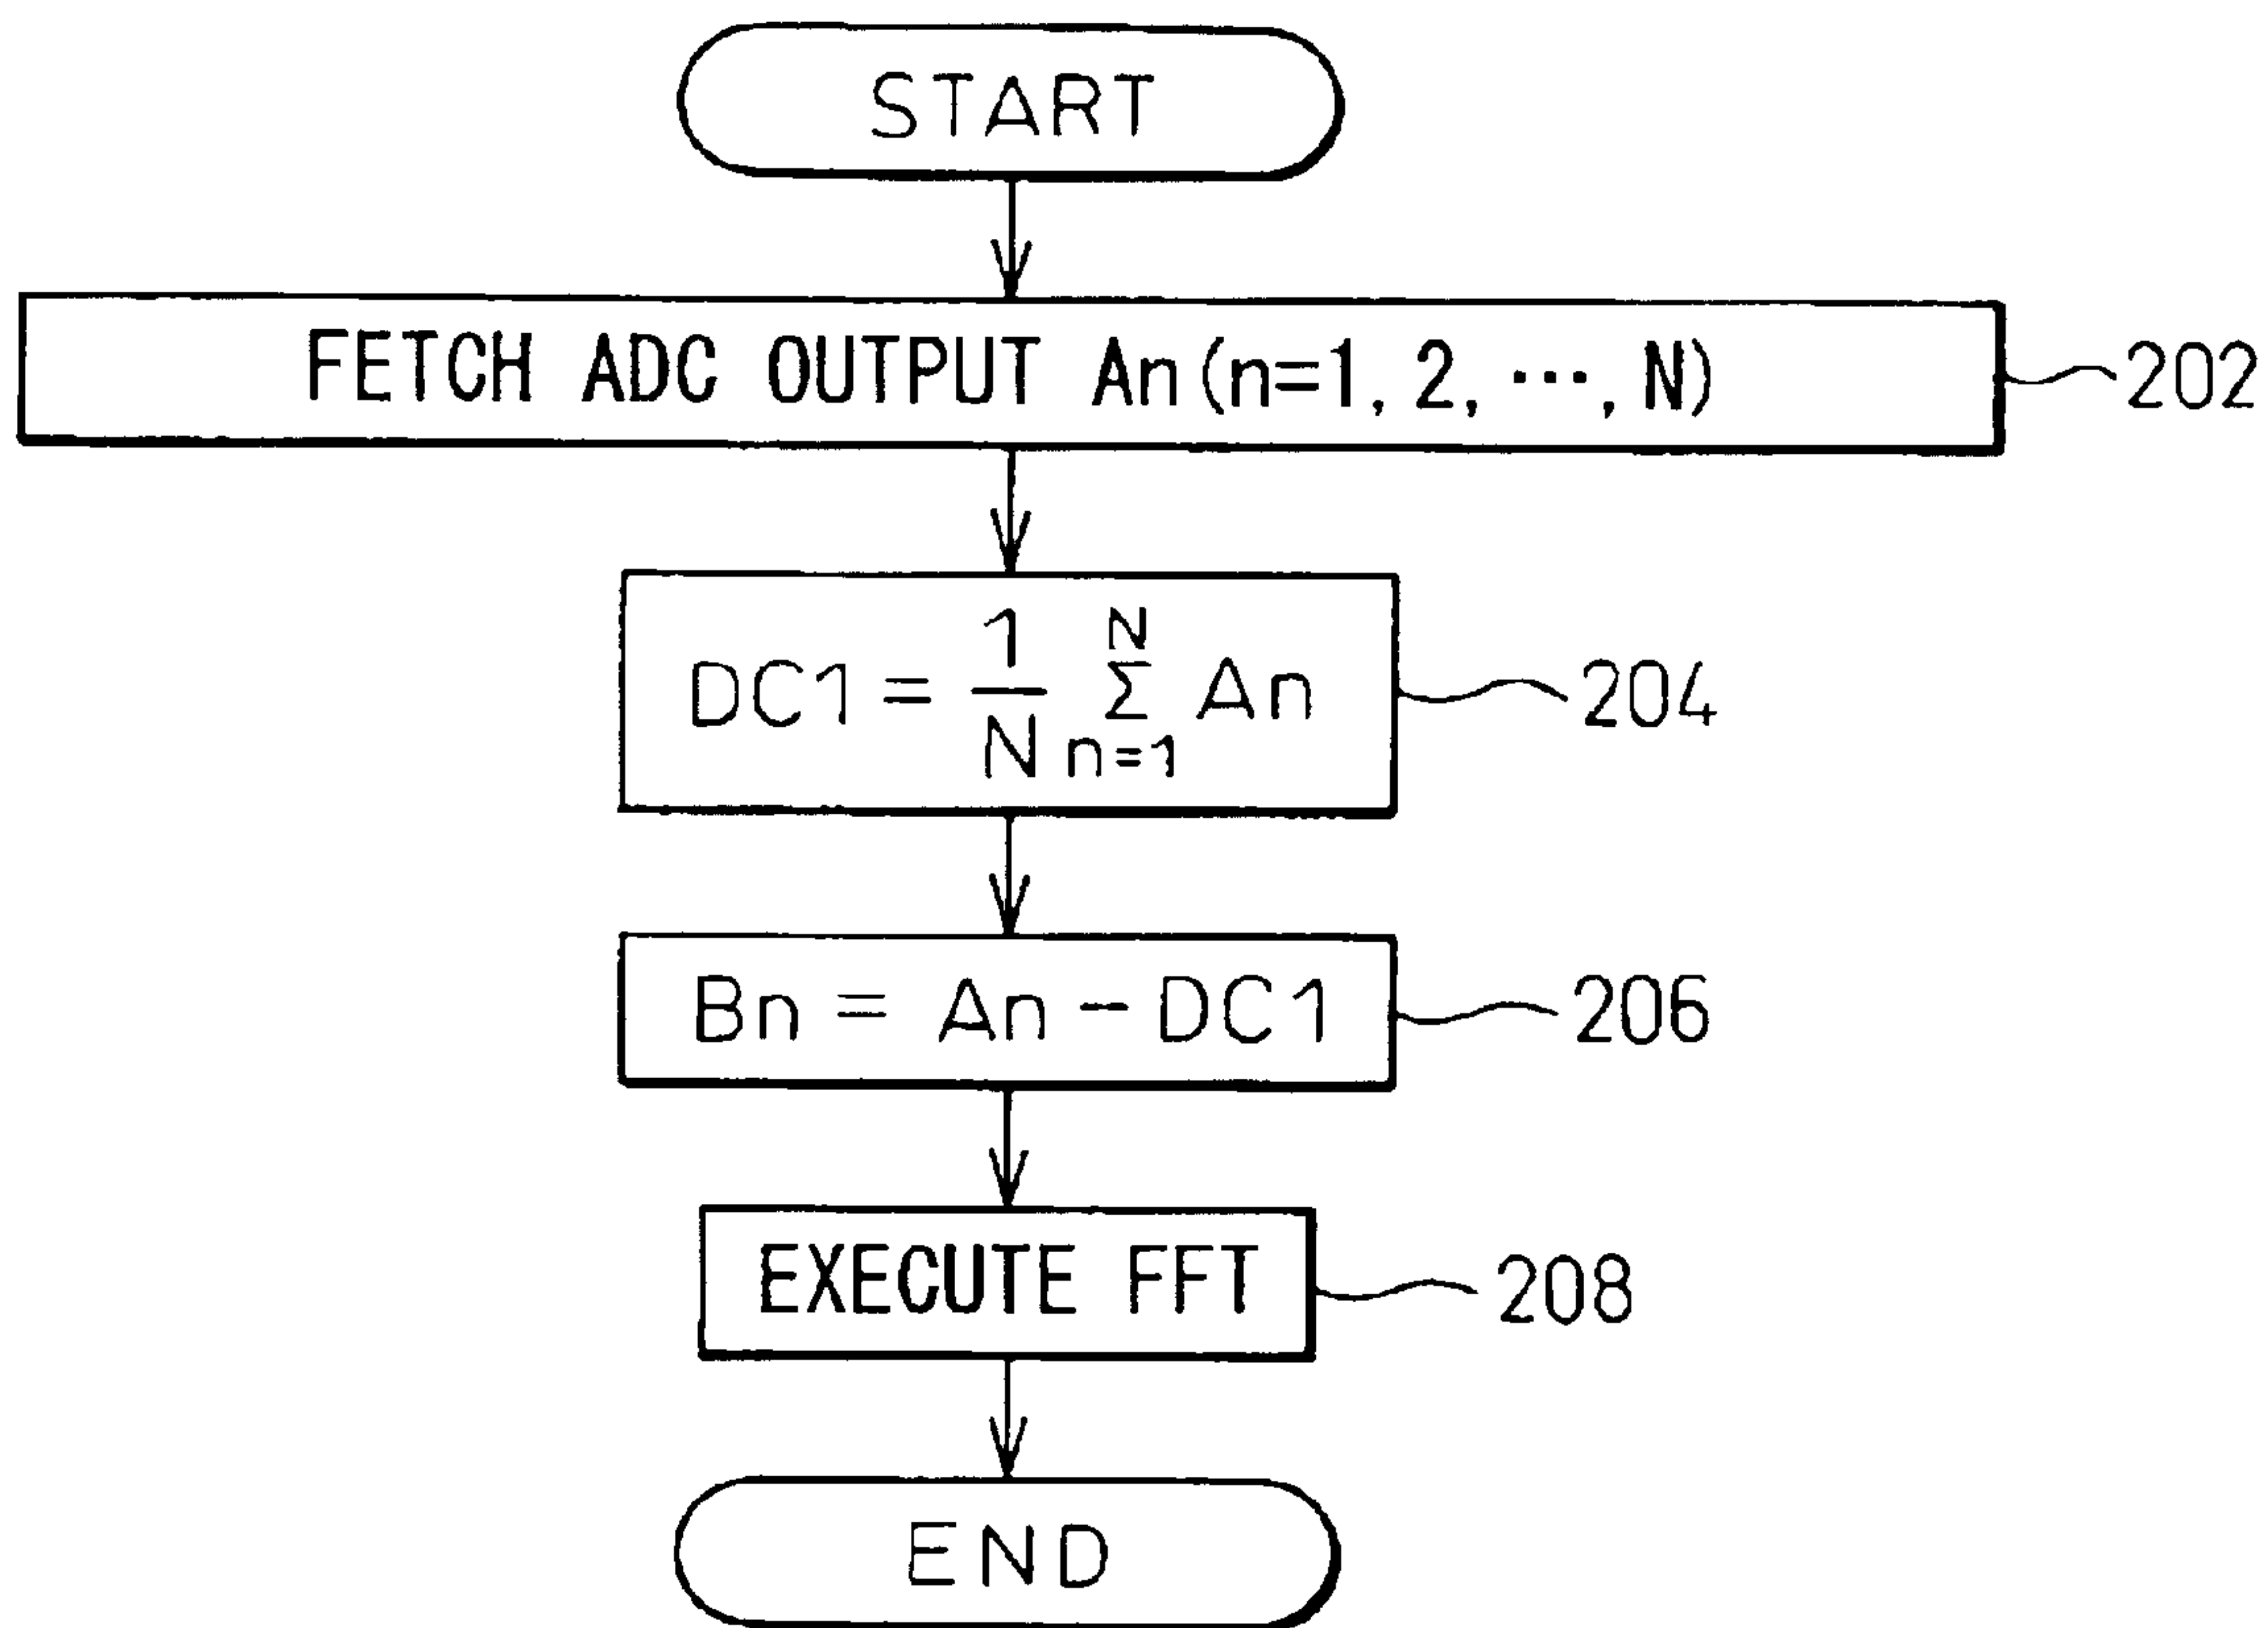 START
FETCH ADC OUTPUT An(n=1, 2, ···, N)
202
DC1 = 1/N N Σ n=1 An
204
Bn = An - DC1
206
EXECUTE FFT
208
END